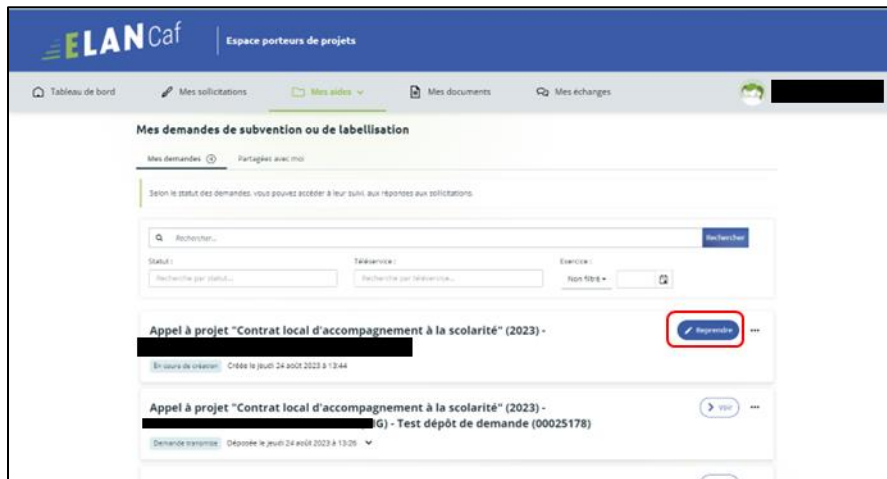 ELAN Caf
Espace porteurs de projets
Tableau de bord
Mes sollicitations
Mes aides
Mes documents
Mes échanges
Mes demandes de subvention ou de labellisation
Mes demandes
Partagées avec moi
Selon le statut des demandes, vous pouvez accéder à leur suivi, aux réponses aux sollicitations.
Rechercher...
Rechercher
Statut :
Téléservice :
Exercice :
Recherche par statut...
Recherche par téléservice...
Non filtré
Appel à projet "Contrat local d'accompagnement à la scolarité" (2023) -
Reprendre
En cours de création Créée le jeudi 24 août 2023 à 13:44
Appel à projet "Contrat local d'accompagnement à la scolarité" (2023) -
Voir
G) - Test dépôt de demande (00025178)
Demande transmise Déposée le jeudi 24 août 2023 à 13:26